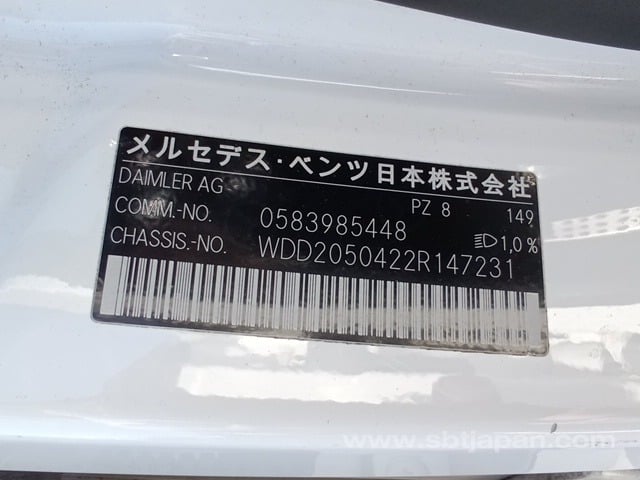 メルセデス・ベンツ日本株式会社
DAIMLER AG PZ 8 149
COMM.-NO. 0583985448 1,0%
CHASSIS.-NO. WDD2050422R147231
www.sbtjapan.com